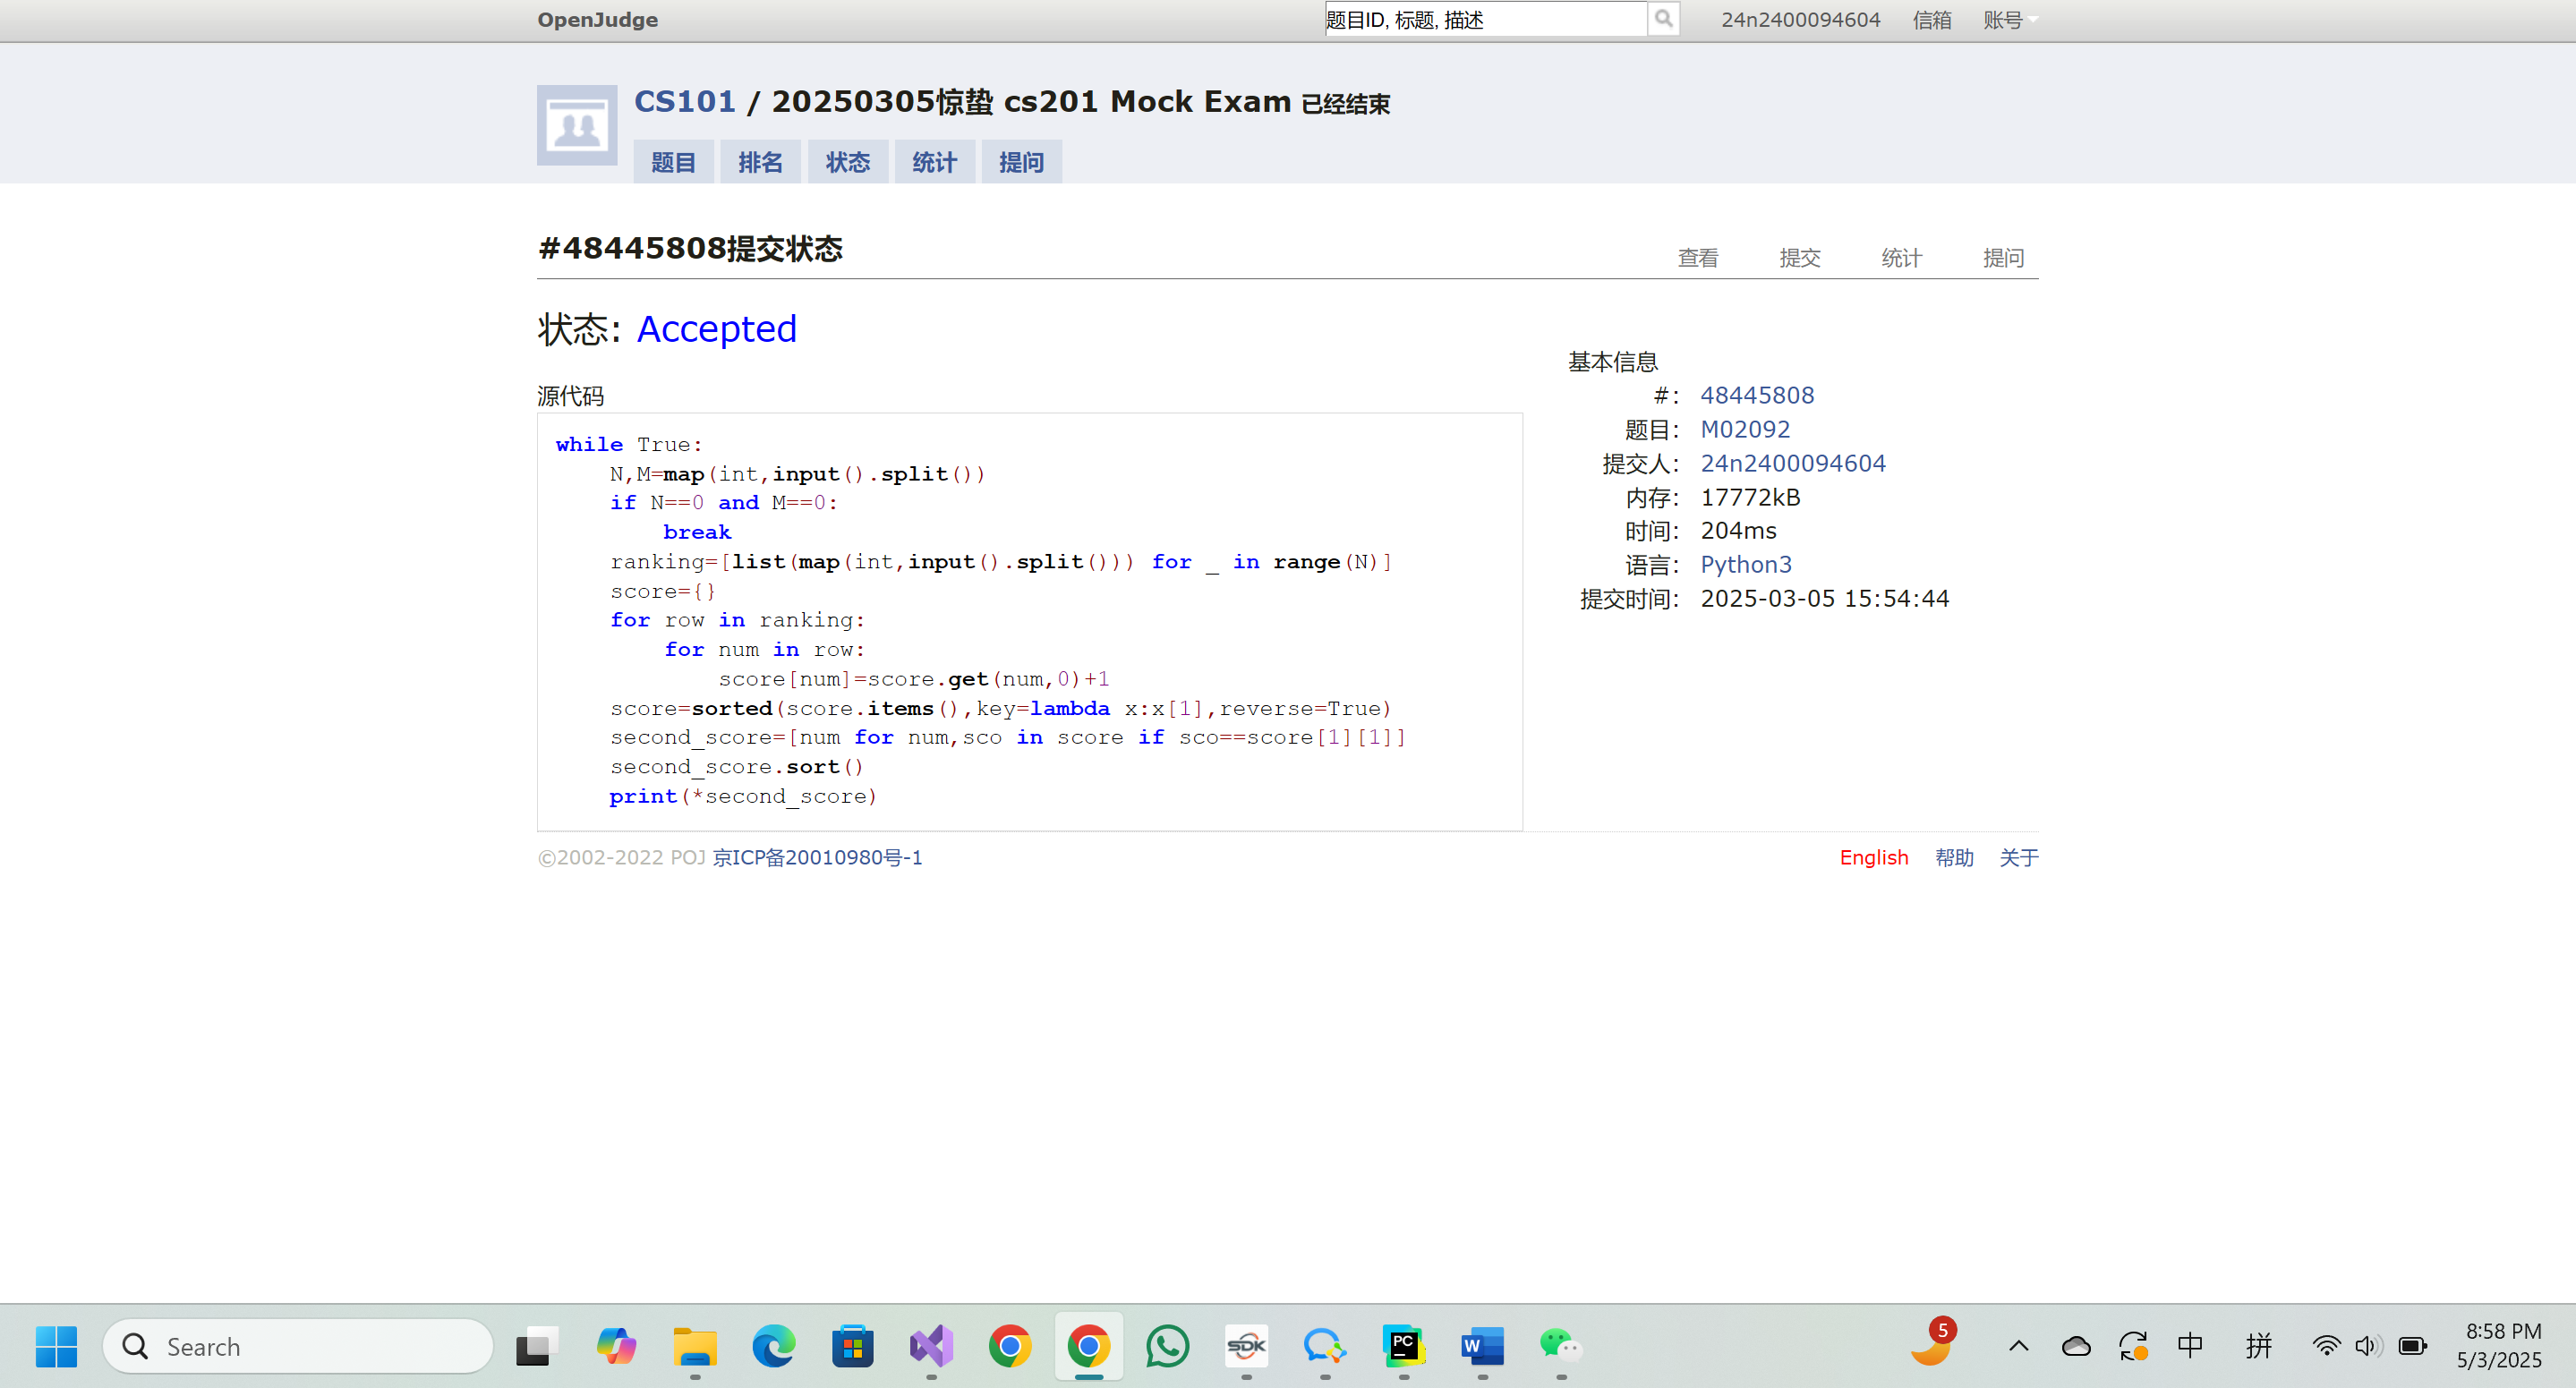 OpenJudge
题目ID, 标题, 描述
24n2400094604 信箱 账号
CS101 / 20250305惊蛰 cs201 Mock Exam 已经结束
题目 排名 状态 统计 提问
#48445808提交状态
查看 提交 统计 提问
状态: Accepted
源代码
while True:
    N,M=map(int,input().split())
    if N==0 and M==0:
        break
    ranking=[list(map(int,input().split())) for _ in range(N)]
    score={}
    for row in ranking:
        for num in row:
            score[num]=score.get(num,0)+1
    score=sorted(score.items(),key=lambda x:x[1],reverse=True)
    second_score=[num for num,sco in score if sco==score[1][1]]
    second_score.sort()
    print(*second_score)
基本信息
#: 48445808
题目: M02092
提交人: 24n2400094604
内存: 17772kB
时间: 204ms
语言: Python3
提交时间: 2025-03-05 15:54:44
©2002-2022 POJ 京ICP备20010980号-1
English 帮助 关于
Search
SDK
PC
W
5
中
拼
8:58 PM
5/3/2025